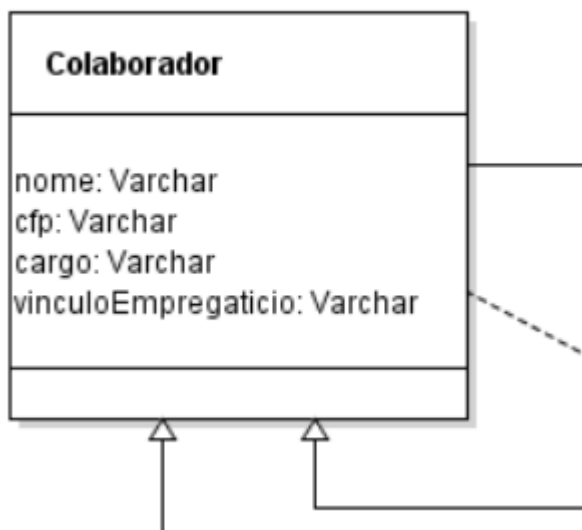 Colaborador
nome: Varchar
cfp: Varchar
cargo: Varchar
vinculoEmpregaticio: Varchar